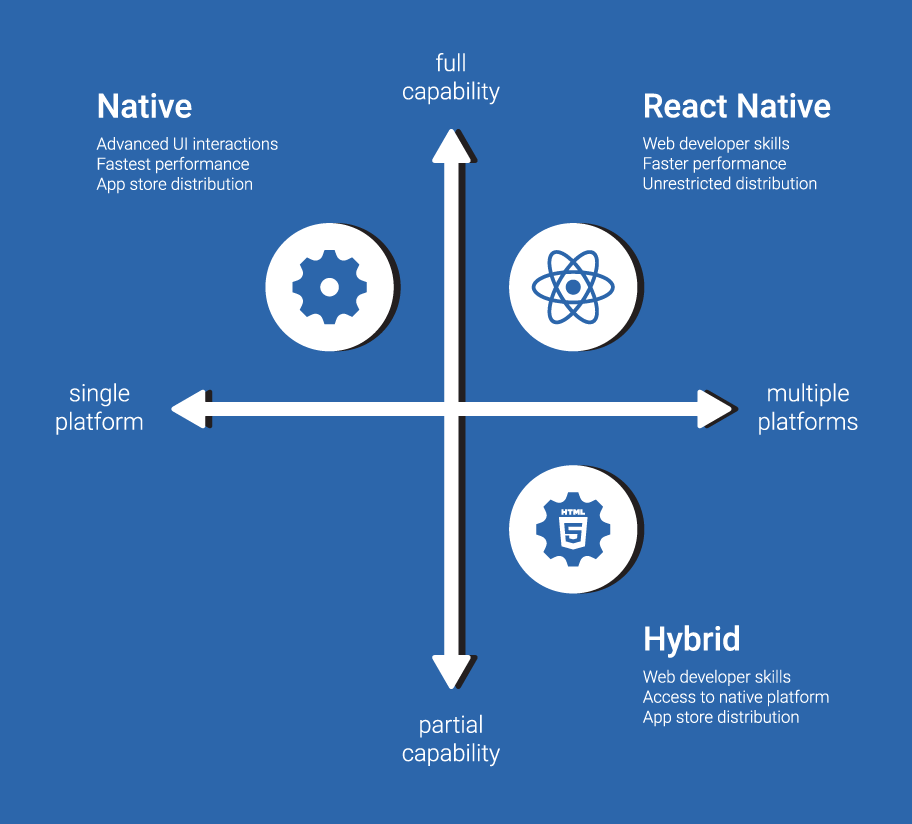 full
capability
Native
Advanced UI interactions
Fastest performance
App store distribution
React Native
Web developer skills
Faster performance
Unrestricted distribution
single
platform
multiple
platforms
HTML
5
Hybrid
Web developer skills
Access to native platform
App store distribution
partial
capability